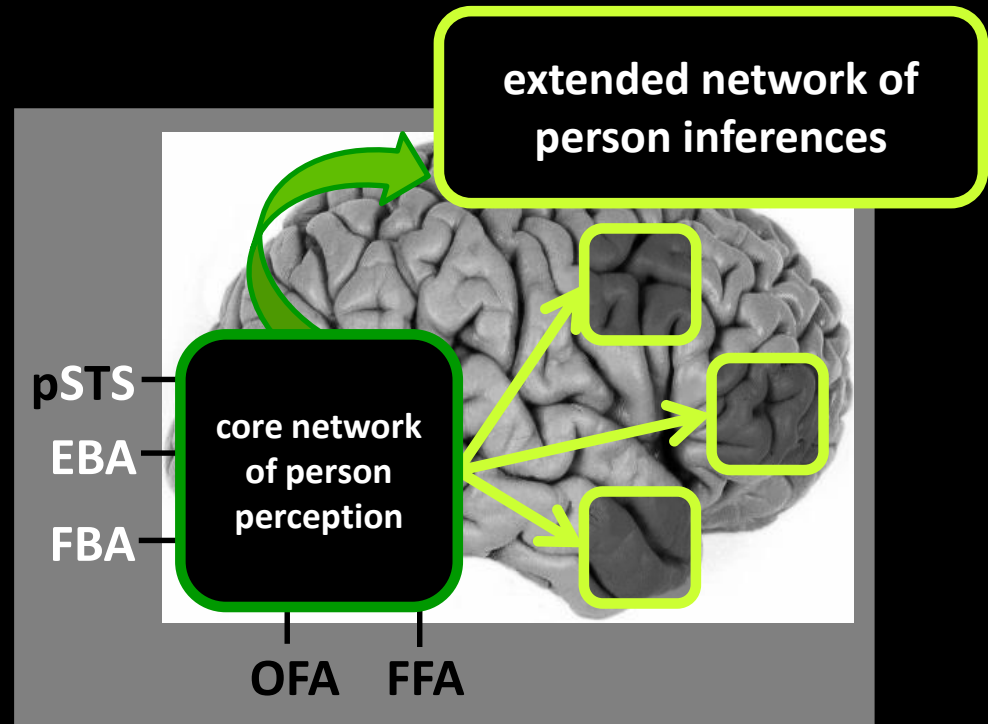 extended network of
person inferences
pSTS
EBA
FBA
core network
of person
perception
OFA FFA